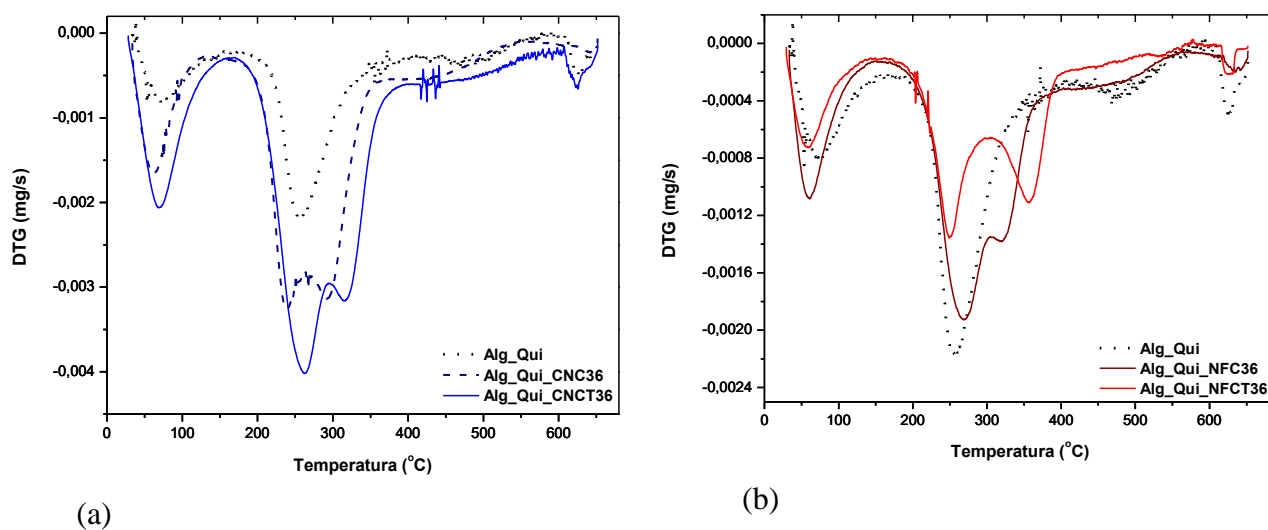 0,000
-0,001
-0,002
-0,003
-0,004
DTG (mg/s)
0 100 200 300 400 500 600
Temperatura (°C)
Alg_Qui
Alg_Qui_CNC36
Alg_Qui_CNCT36
(a)
0,0000
-0,0004
-0,0008
-0,0012
-0,0016
-0,0020
-0,0024
DTG (mg/s)
0 100 200 300 400 500 600
Temperatura (°C)
Alg_Qui
Alg_Qui_NFC36
Alg_Qui_NFCT36
(b)